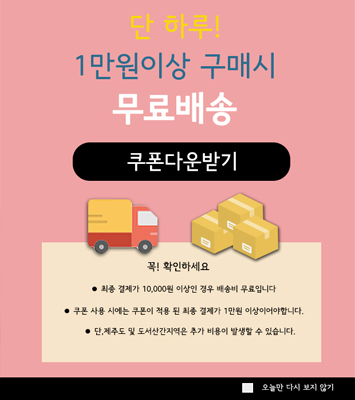 단 하루!
1만원이상 구매시
무료배송
쿠폰다운받기
꼭! 확인하세요
● 최종 결제가 10,000원 이상인 경우 배송비 무료입니다
● 쿠폰 사용 시에는 쿠폰이 적용 된 최종 결제가 1만원 이상이어야합니다.
● 단,제주도 및 도서산간지역은 추가 비용이 발생할 수 있습니다.
오늘만 다시 보지 않기